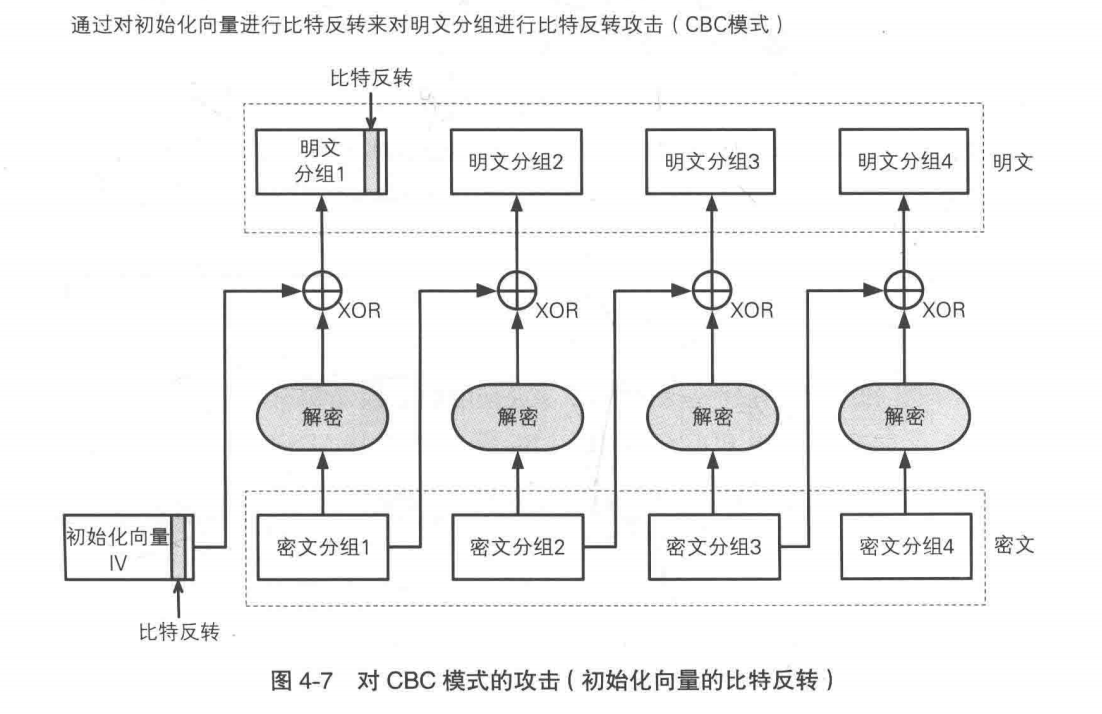 通过对初始化向量进行比特反转来对明文分组进行比特反转攻击（CBC模式）
比特反转
明文
分组1
明文分组2
明文分组3
明文分组4
明文
XOR
XOR
XOR
XOR
解密
解密
解密
解密
初始化向量
IV
密文分组1
密文分组2
密文分组3
密文分组4
密文
比特反转
图 4-7 对 CBC 模式的攻击（初始化向量的比特反转）